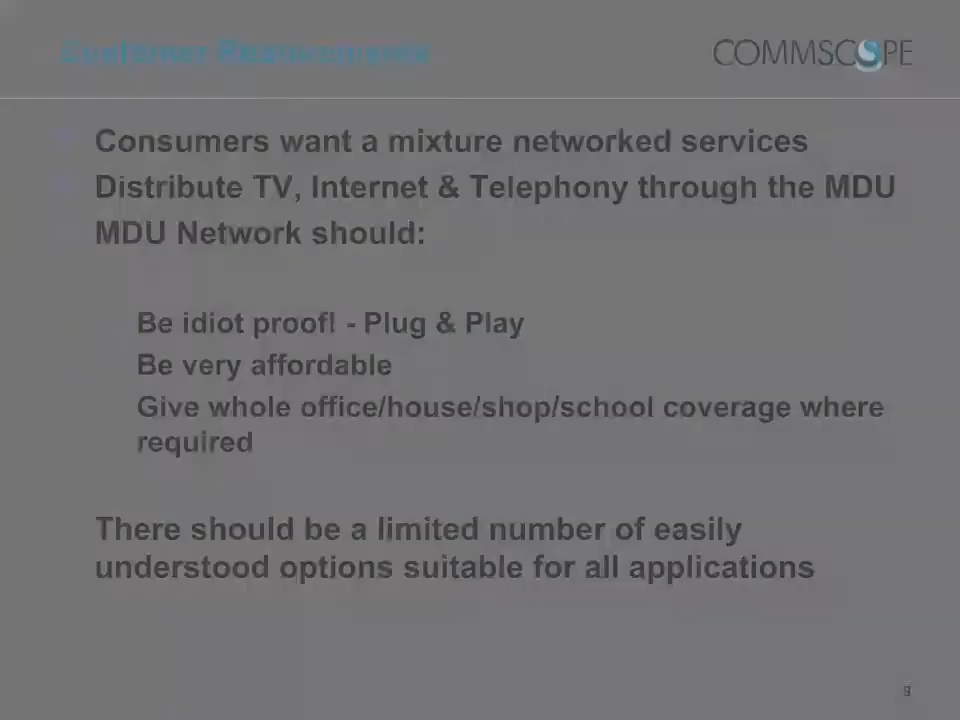 Customer Requirements
COMMSCOPE
Consumers want a mixture networked services
Distribute TV, Internet & Telephony through the MDU
MDU Network should:
Be idiot proof! - Plug & Play
Be very affordable
Give whole office/house/shop/school coverage where
required
There should be a limited number of easily
understood options suitable for all applications
9